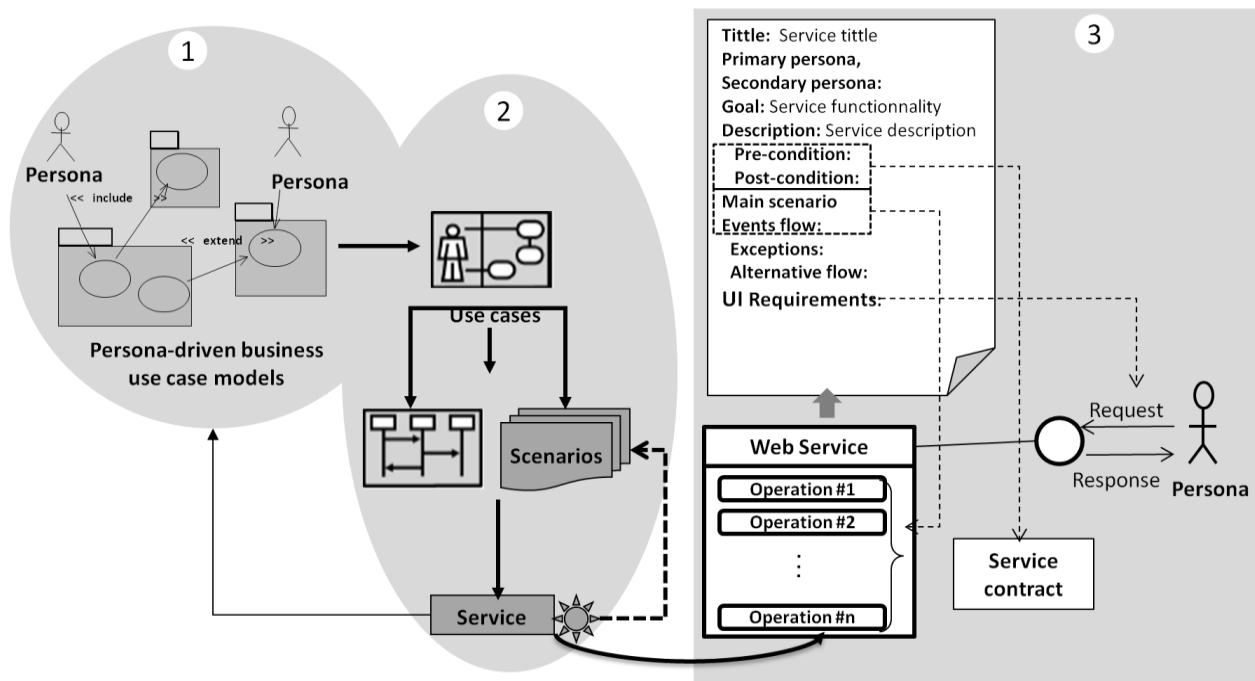 1
Persona
Persona
<< include >>
<< extend >>
Persona-driven business
use case models
2
Use cases
Scenarios
Service
3
Tittle: Service tittle
Primary persona,
Secondary persona:
Goal: Service functionnality
Description: Service description
Pre-condition:
Post-condition:
Main scenario
Events flow:
Exceptions:
Alternative flow:
UI Requirements:
Web Service
Operation #1
Operation #2
⋮
Operation #n
Request
Response
Persona
Service
contract